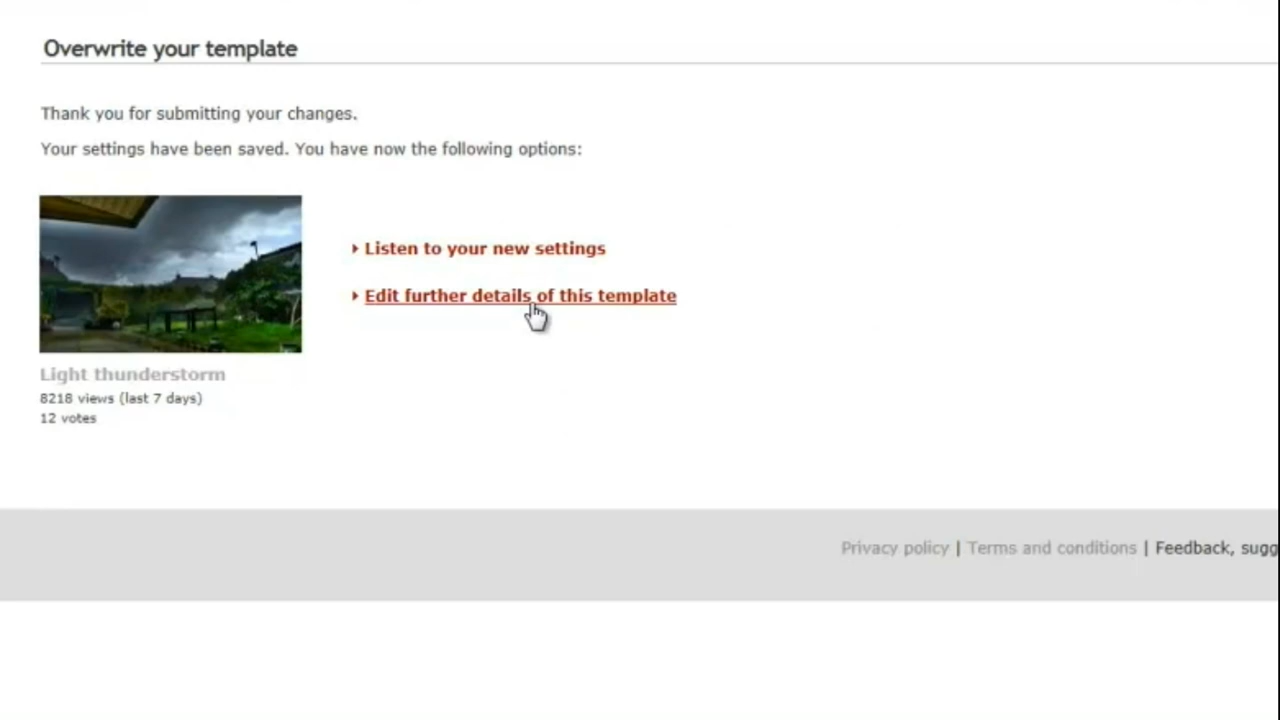 Overwrite your template
Thank you for submitting your changes.
Your settings have been saved. You have now the following options:
Listen to your new settings
Edit further details of this template
Light thunderstorm
8218 views (last 7 days)
12 votes
Privacy policy | Terms and conditions | Feedback, sugg